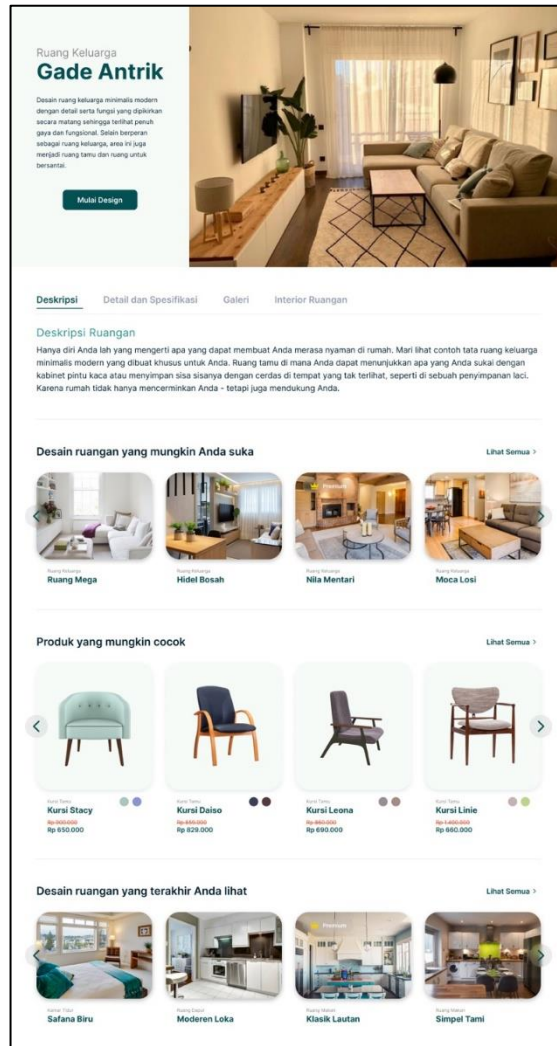 Ruang Keluarga
Gade Antrik
Desain ruang keluarga minimalis modern
dengan detail serta fungsi yang dipikirkan
secara matang sehingga terlihat penuh
gaya dan fungsional. Selain berperan
sebagai ruang keluarga, area ini juga
menjadi ruang tamu dan ruang untuk
bersantai.
Mulai Design
Deskripsi Detail dan Spesifikasi Galeri Interior Ruangan
Deskripsi Ruangan
Hanya diri Anda lah yang mengerti apa yang dapat membuat Anda merasa nyaman di rumah. Mari lihat contoh tata ruang keluarga
minimalis modern yang dibuat khusus untuk Anda. Ruang tamu di mana Anda dapat menunjukkan apa yang Anda sukai dengan
kabinet pintu kaca atau menyimpan sisa sisanya dengan cerdas di tempat yang tak terlihat, seperti di sebuah penyimpanan laci.
Karena rumah tidak hanya mencerminkan Anda - tetapi juga mendukung Anda.
Desain ruangan yang mungkin Anda suka Lihat Semua >
Premium
Ruang Keluarga Ruang Keluarga Ruang Keluarga Ruang Keluarga
Ruang Mega Hidel Bosah Nila Mentari Moca Losi
Produk yang mungkin cocok Lihat Semua >
Kursi Tamu Kursi Tamu Kursi Tamu Kursi Tamu
Kursi Stacy Kursi Daiso Kursi Leona Kursi Linie
Rp 650.000 Rp 829.000 Rp 690.000 Rp 660.000
Desain ruangan yang terakhir Anda lihat Lihat Semua >
Premium
Kamar Tidur Ruang Dapur Ruang Makan Ruang Makan
Safana Biru Moderen Loka Klasik Lautan Simpel Tami